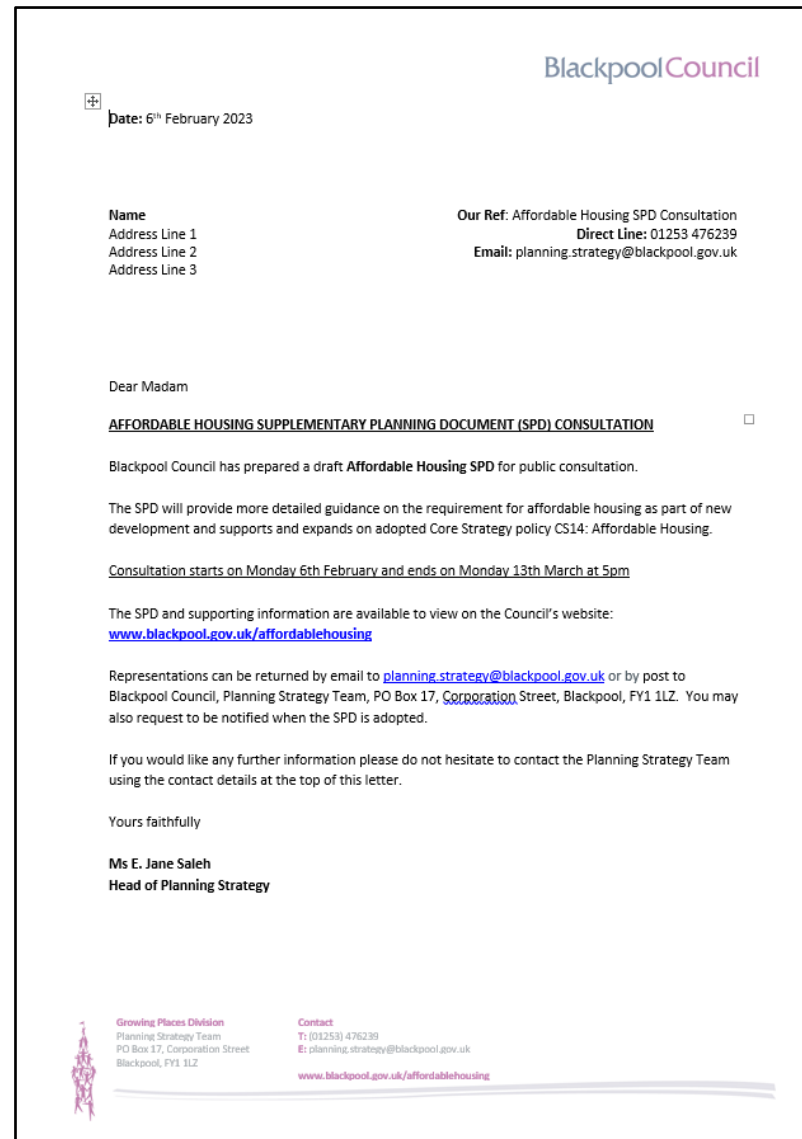 BlackpoolCouncil
Date: 6th February 2023
Name
Address Line 1
Address Line 2
Address Line 3
Our Ref: Affordable Housing SPD Consultation
Direct Line: 01253 476239
Email: planning.strategy@blackpool.gov.uk
Dear Madam
AFFORDABLE HOUSING SUPPLEMENTARY PLANNING DOCUMENT (SPD) CONSULTATION
Blackpool Council has prepared a draft Affordable Housing SPD for public consultation.
The SPD will provide more detailed guidance on the requirement for affordable housing as part of new
development and supports and expands on adopted Core Strategy policy CS14: Affordable Housing.
Consultation starts on Monday 6th February and ends on Monday 13th March at 5pm
The SPD and supporting information are available to view on the Council's website:
www.blackpool.gov.uk/affordablehousing
Representations can be returned by email to planning.strategy@blackpool.gov.uk or by post to
Blackpool Council, Planning Strategy Team, PO Box 17, Corporation Street, Blackpool, FY1 1LZ.  You may
also request to be notified when the SPD is adopted.
If you would like any further information please do not hesitate to contact the Planning Strategy Team
using the contact details at the top of this letter.
Yours faithfully
Ms E. Jane Saleh
Head of Planning Strategy
Growing Places Division
Planning Strategy Team
PO Box 17, Corporation Street
Blackpool, FY1 1LZ
Contact
T: (01253) 476239
E: planning.strategy@blackpool.gov.uk
www.blackpool.gov.uk/affordablehousing